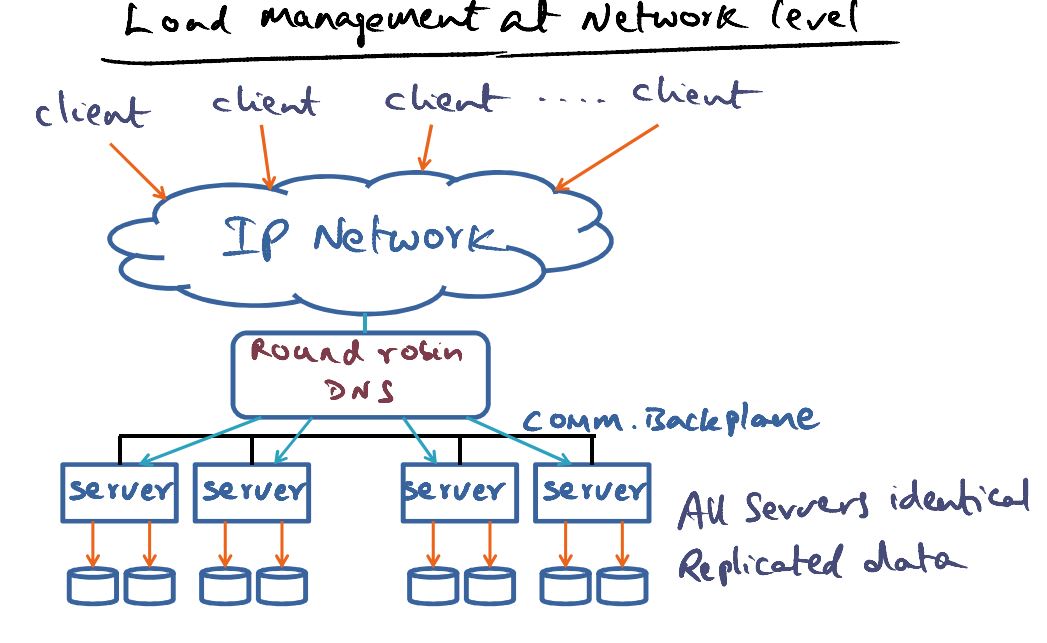 Load Management at Network level
client client client .... client
IP Network
Round robin
DNS
Comm. Backplane
server server server server
All Servers identical
Replicated data